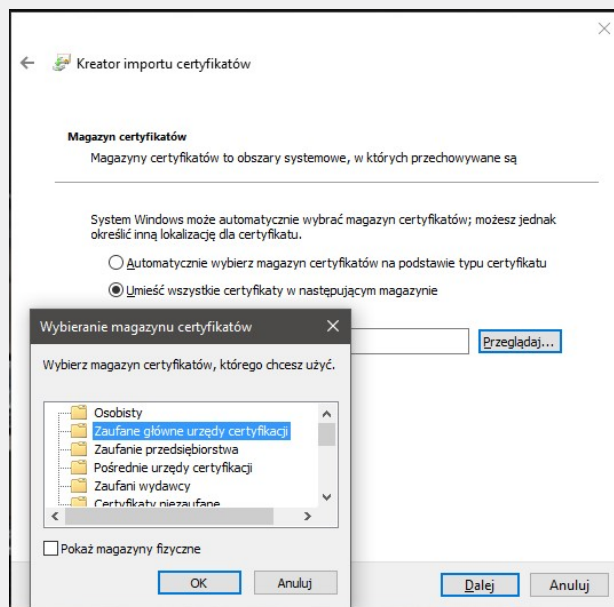 Kreator importu certyfikatów
Magazyn certyfikatów
Magazyny certyfikatów to obszary systemowe, w których przechowywane są
System Windows może automatycznie wybrać magazyn certyfikatów; możesz jednak
określić inną lokalizację dla certyfikatu.
Automatycznie wybierz magazyn certyfikatów na podstawie typu certyfikatu
Umieść wszystkie certyfikaty w następującym magazynie
Przeglądaj...
Wybieranie magazynu certyfikatów
Wybierz magazyn certyfikatów, którego chcesz użyć.
Osobisty
Zaufane główne urzędy certyfikacji
Zaufanie przedsiębiorstwa
Pośrednie urzędy certyfikacji
Zaufani wydawcy
Certyfikaty niezaufane
Pokaż magazyny fizyczne
OK
Anuluj
Dalej
Anuluj